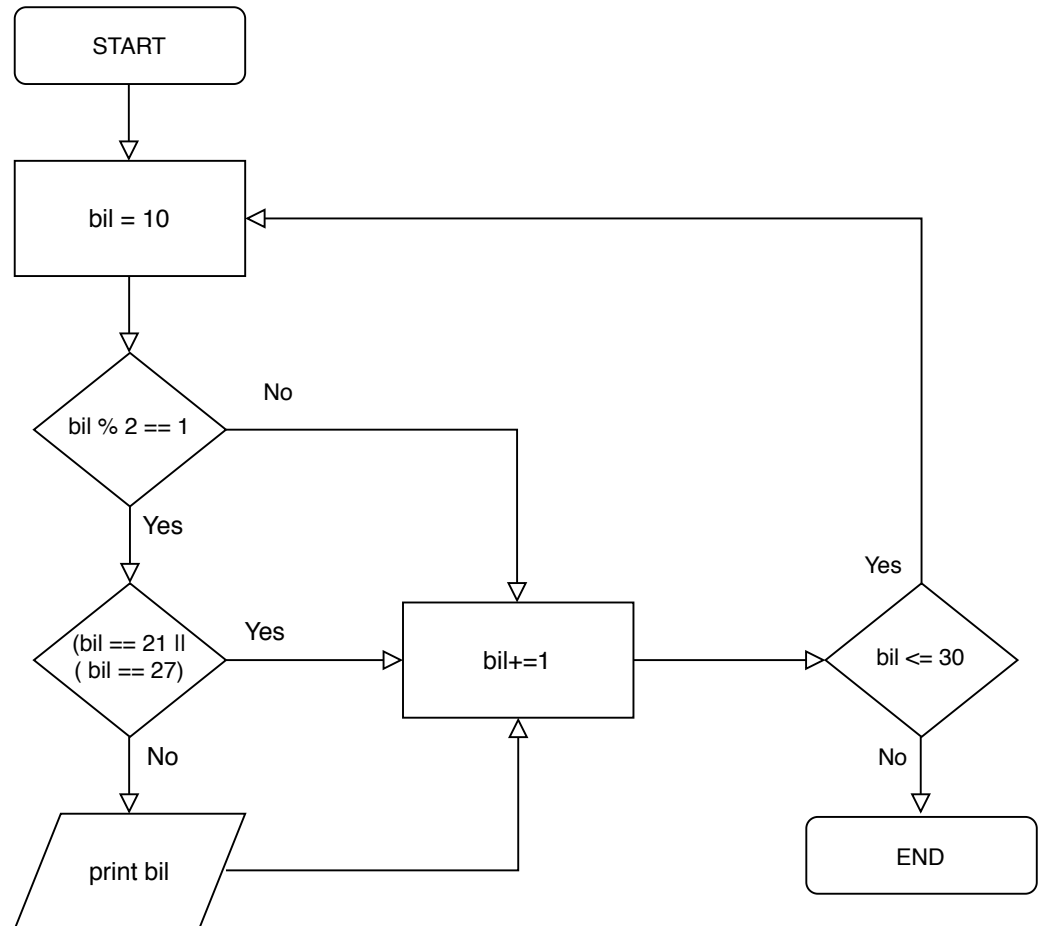 START
bil = 10
bil % 2 == 1
No
Yes
(bil == 21 ||
( bil == 27)
Yes
No
print bil
bil+=1
bil <= 30
Yes
No
END